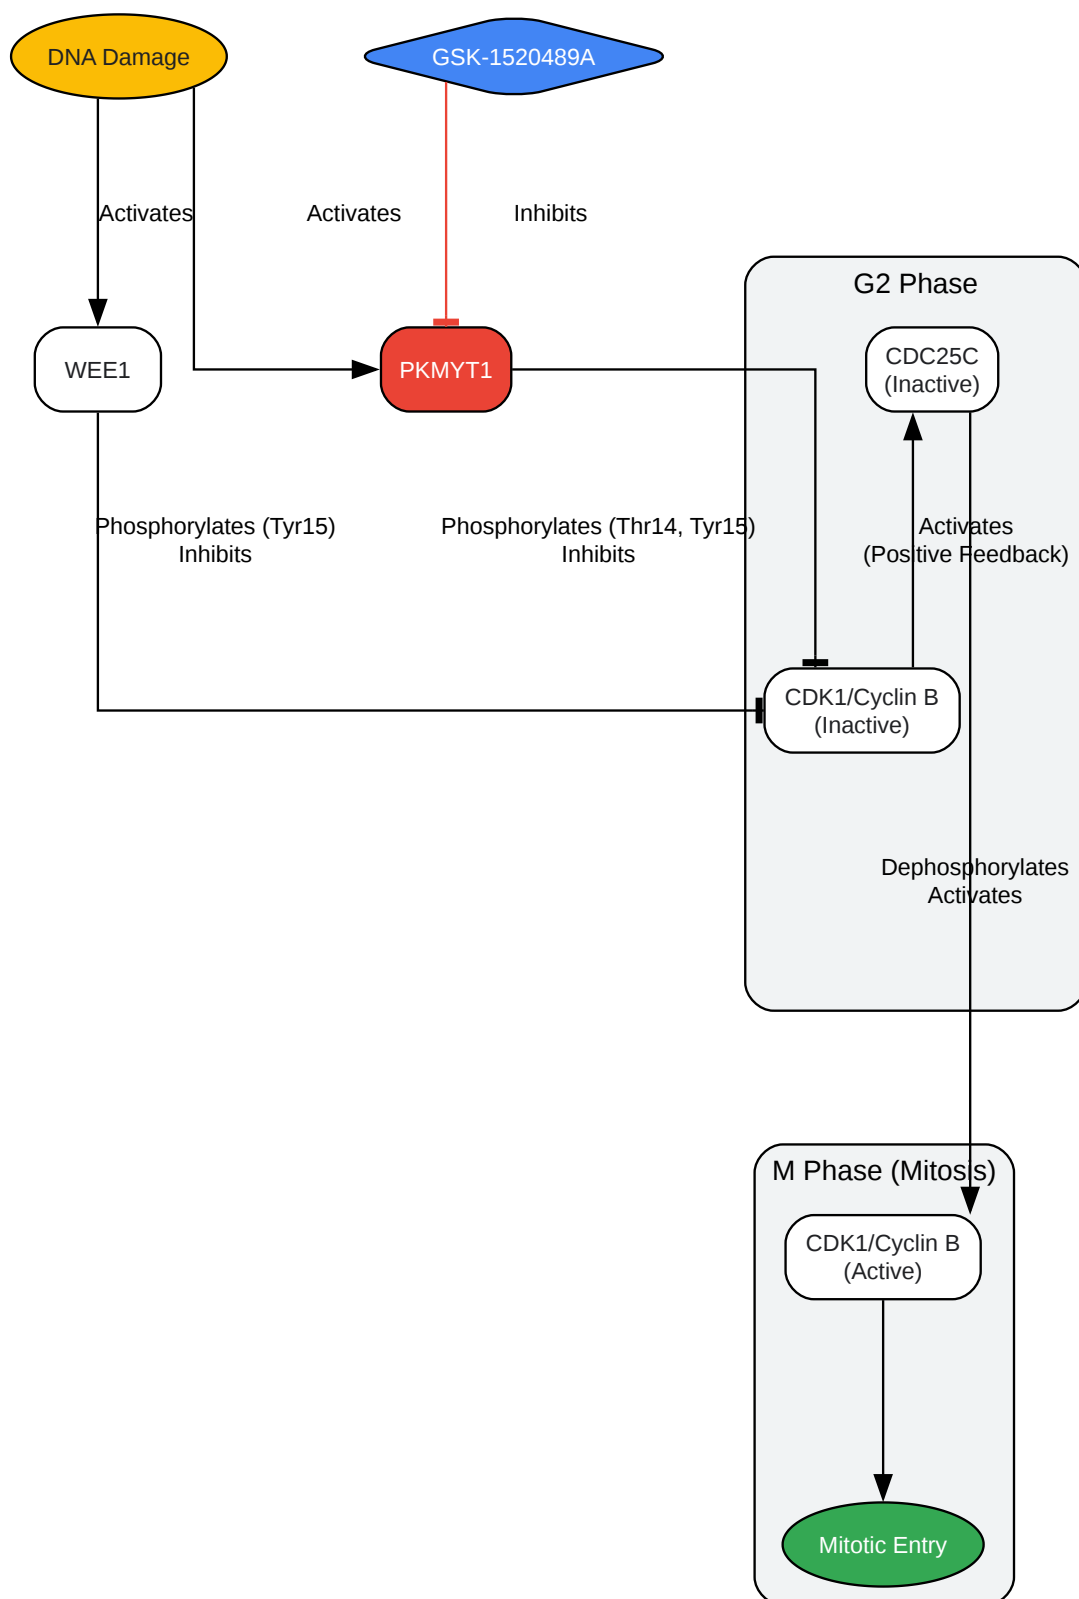 DNA Damage
GSK-1520489A
Activates
Activates
Inhibits
G2 Phase
WEE1
PKMYT1
CDC25C
(Inactive)
Phosphorylates (Tyr15)
Inhibits
Phosphorylates (Thr14, Tyr15)
Inhibits
Activates
(Positive Feedback)
CDK1/Cyclin B
(Inactive)
Dephosphorylates
Activates
M Phase (Mitosis)
CDK1/Cyclin B
(Active)
Mitotic Entry